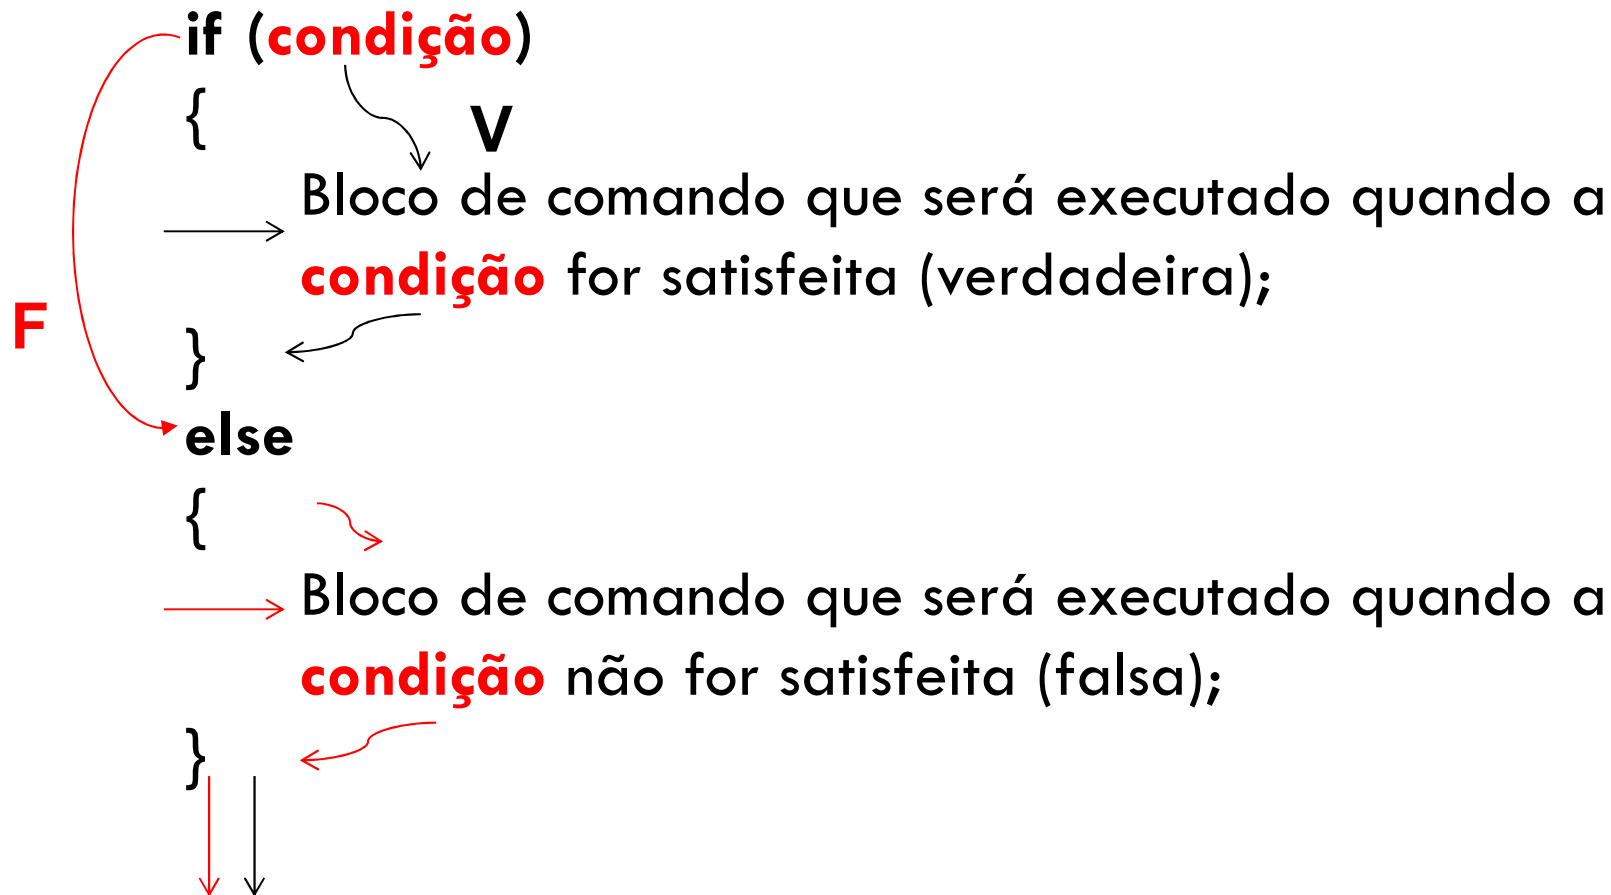 if (condição)
{
V
Bloco de comando que será executado quando a
condição for satisfeita (verdadeira);
F
}
else
{
Bloco de comando que será executado quando a
condição não for satisfeita (falsa);
}